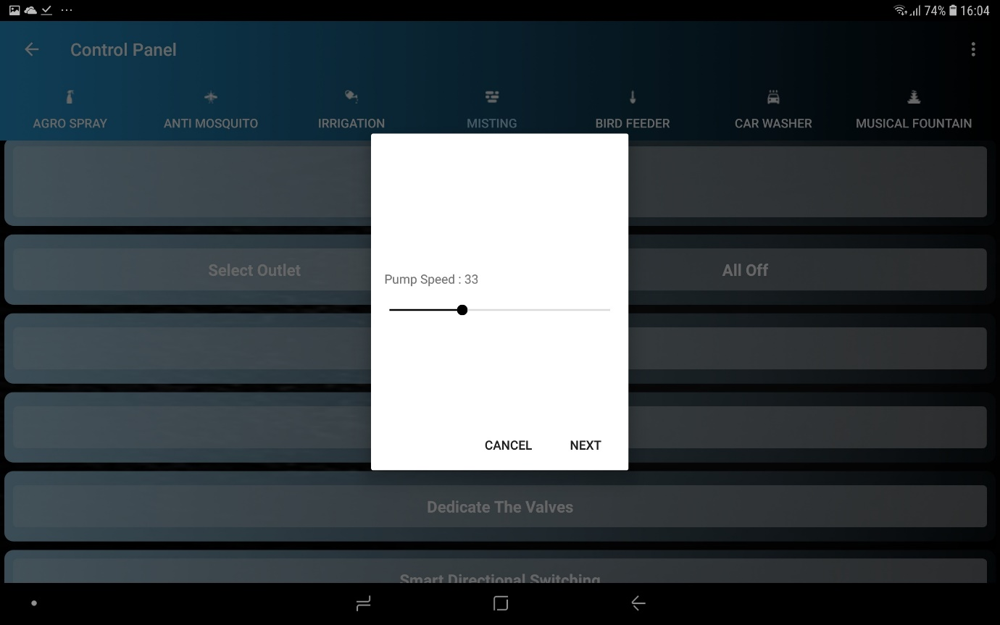 74% 16:04
Control Panel
AGRO SPRAY ANTI MOSQUITO IRRIGATION MISTING BIRD FEEDER CAR WASHER MUSICAL FOUNTAIN
Select Outlet All Off
Pump Speed : 33
CANCEL NEXT
Dedicate The Valves
Smart Directional Switching